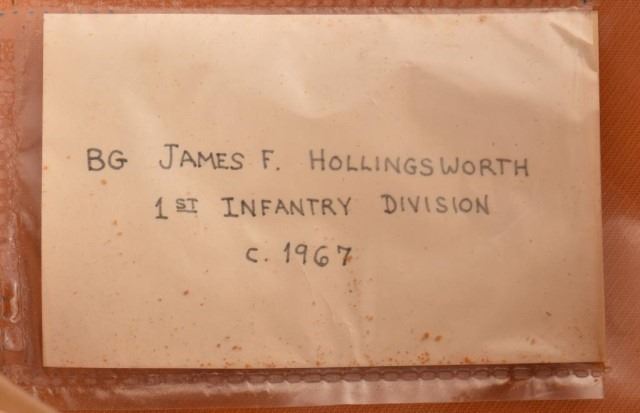 BG JAMES F. HOLLINGSWORTH
1ST INFANTRY DIVISION
C. 1967